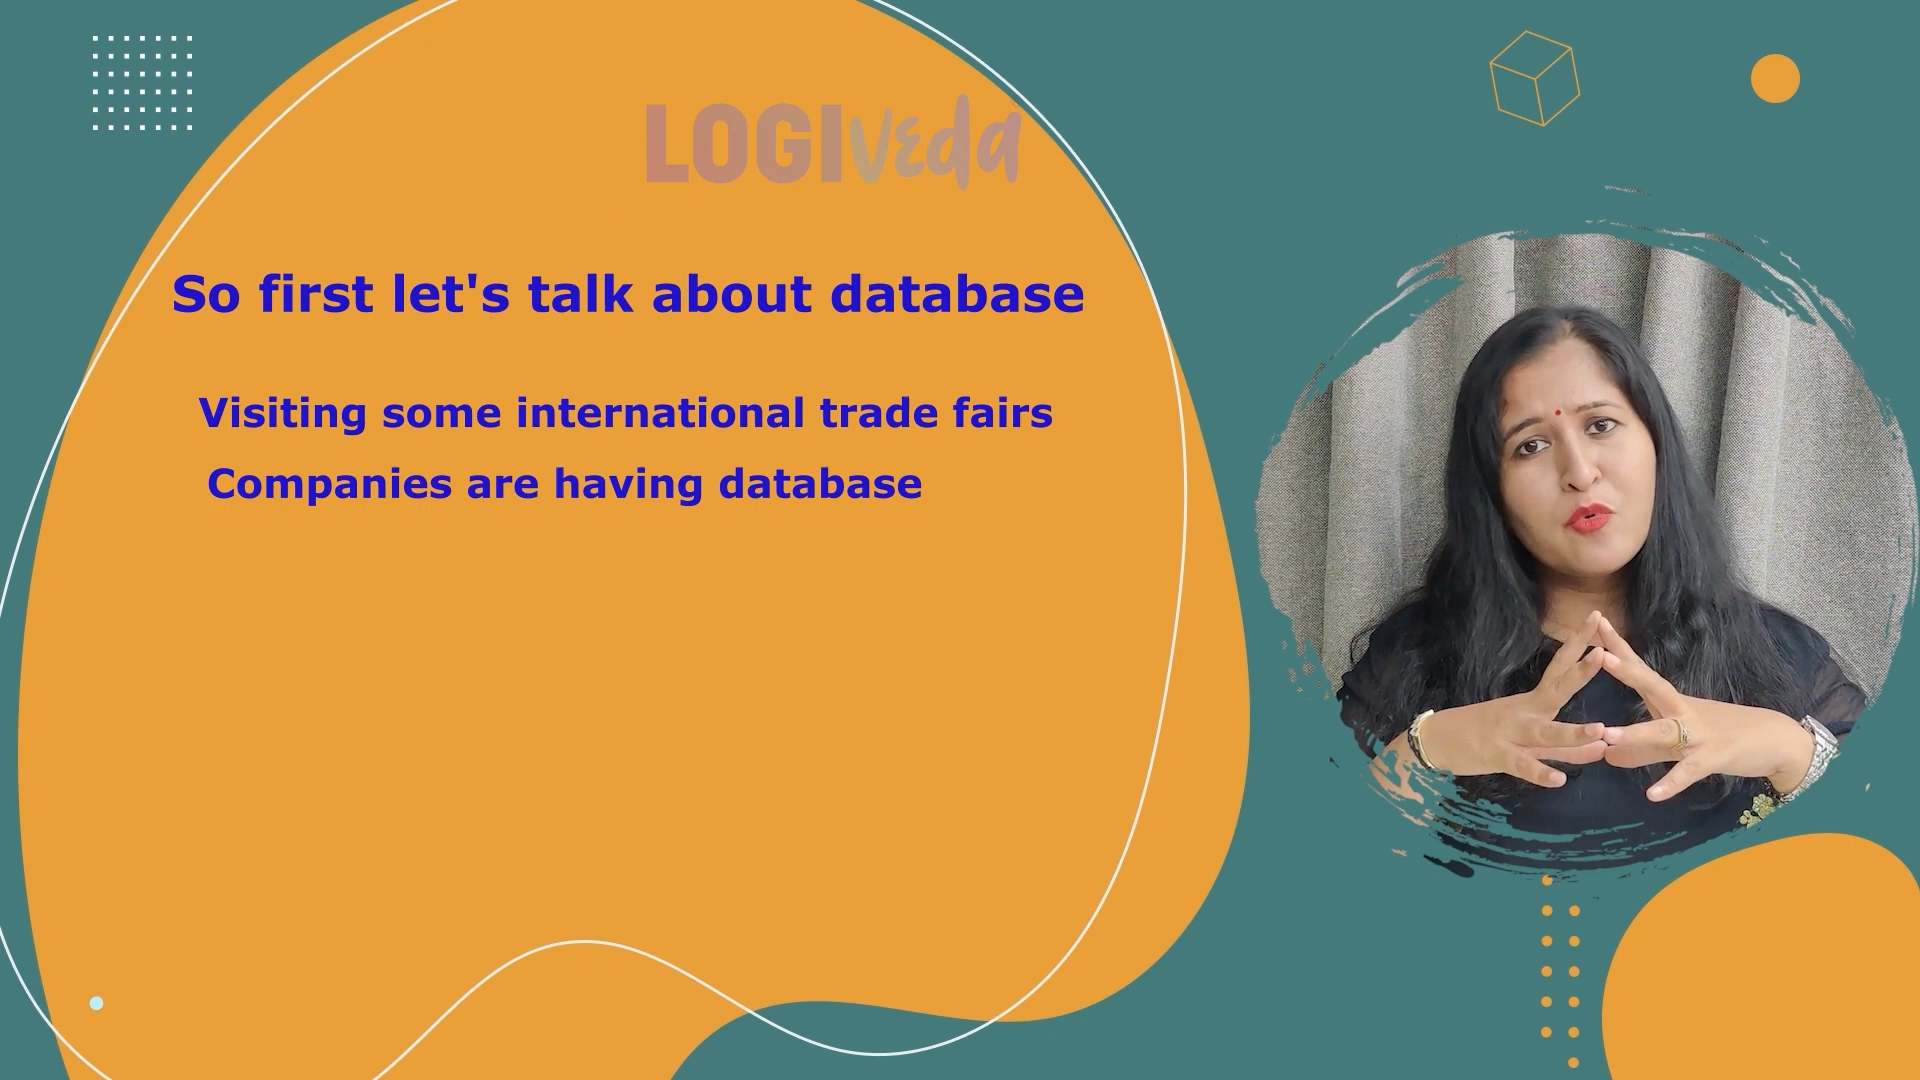 LOGIveda
So first let's talk about database
Visiting some international trade fairs
Companies are having database